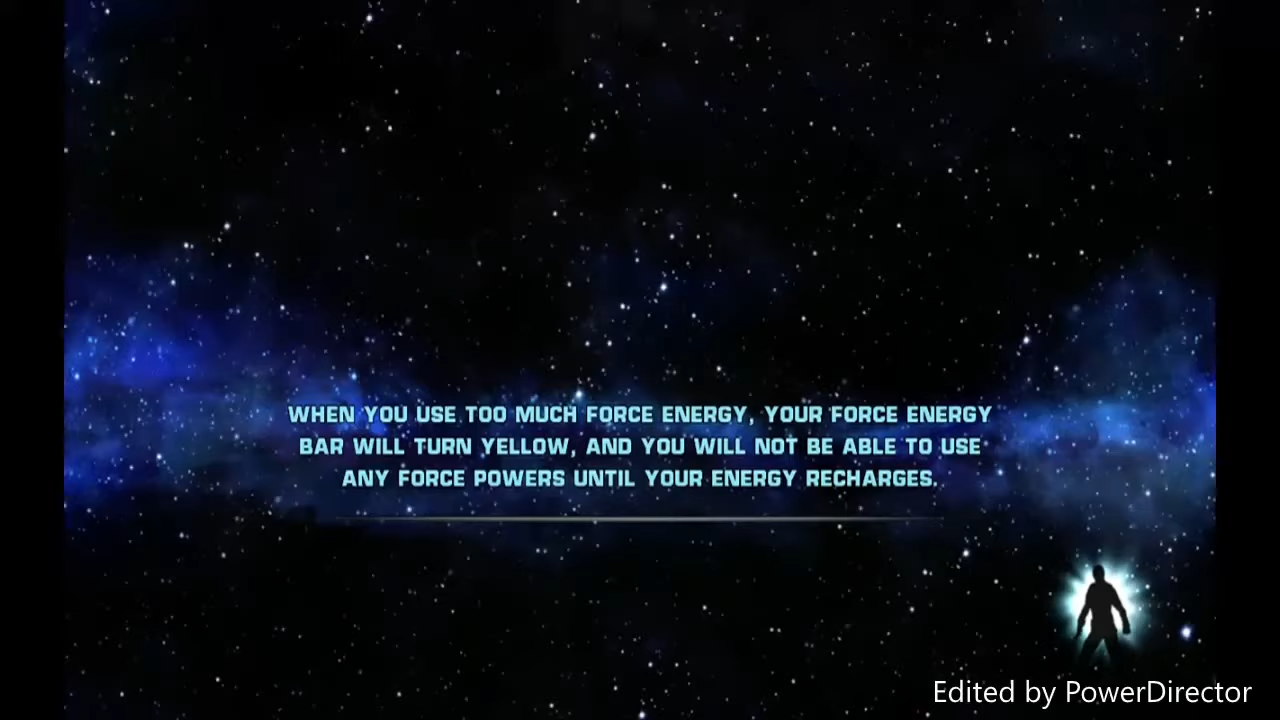 WHEN YOU USE TOO MUCH FORCE ENERGY, YOUR FORCE ENERGY
BAR WILL TURN YELLOW, AND YOU WILL NOT BE ABLE TO USE
ANY FORCE POWERS UNTIL YOUR ENERGY RECHARGES.
Edited by PowerDirector